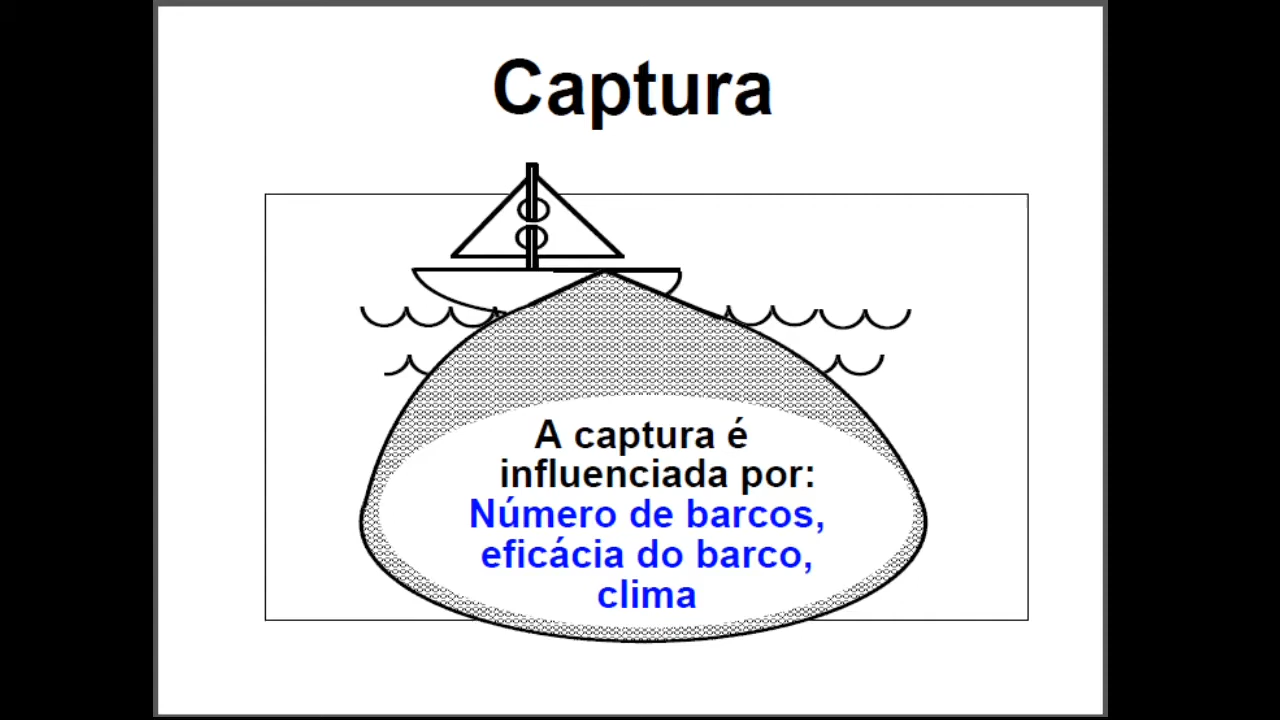 Captura
A captura é
influenciada por:
Número de barcos,
eficácia do barco,
clima